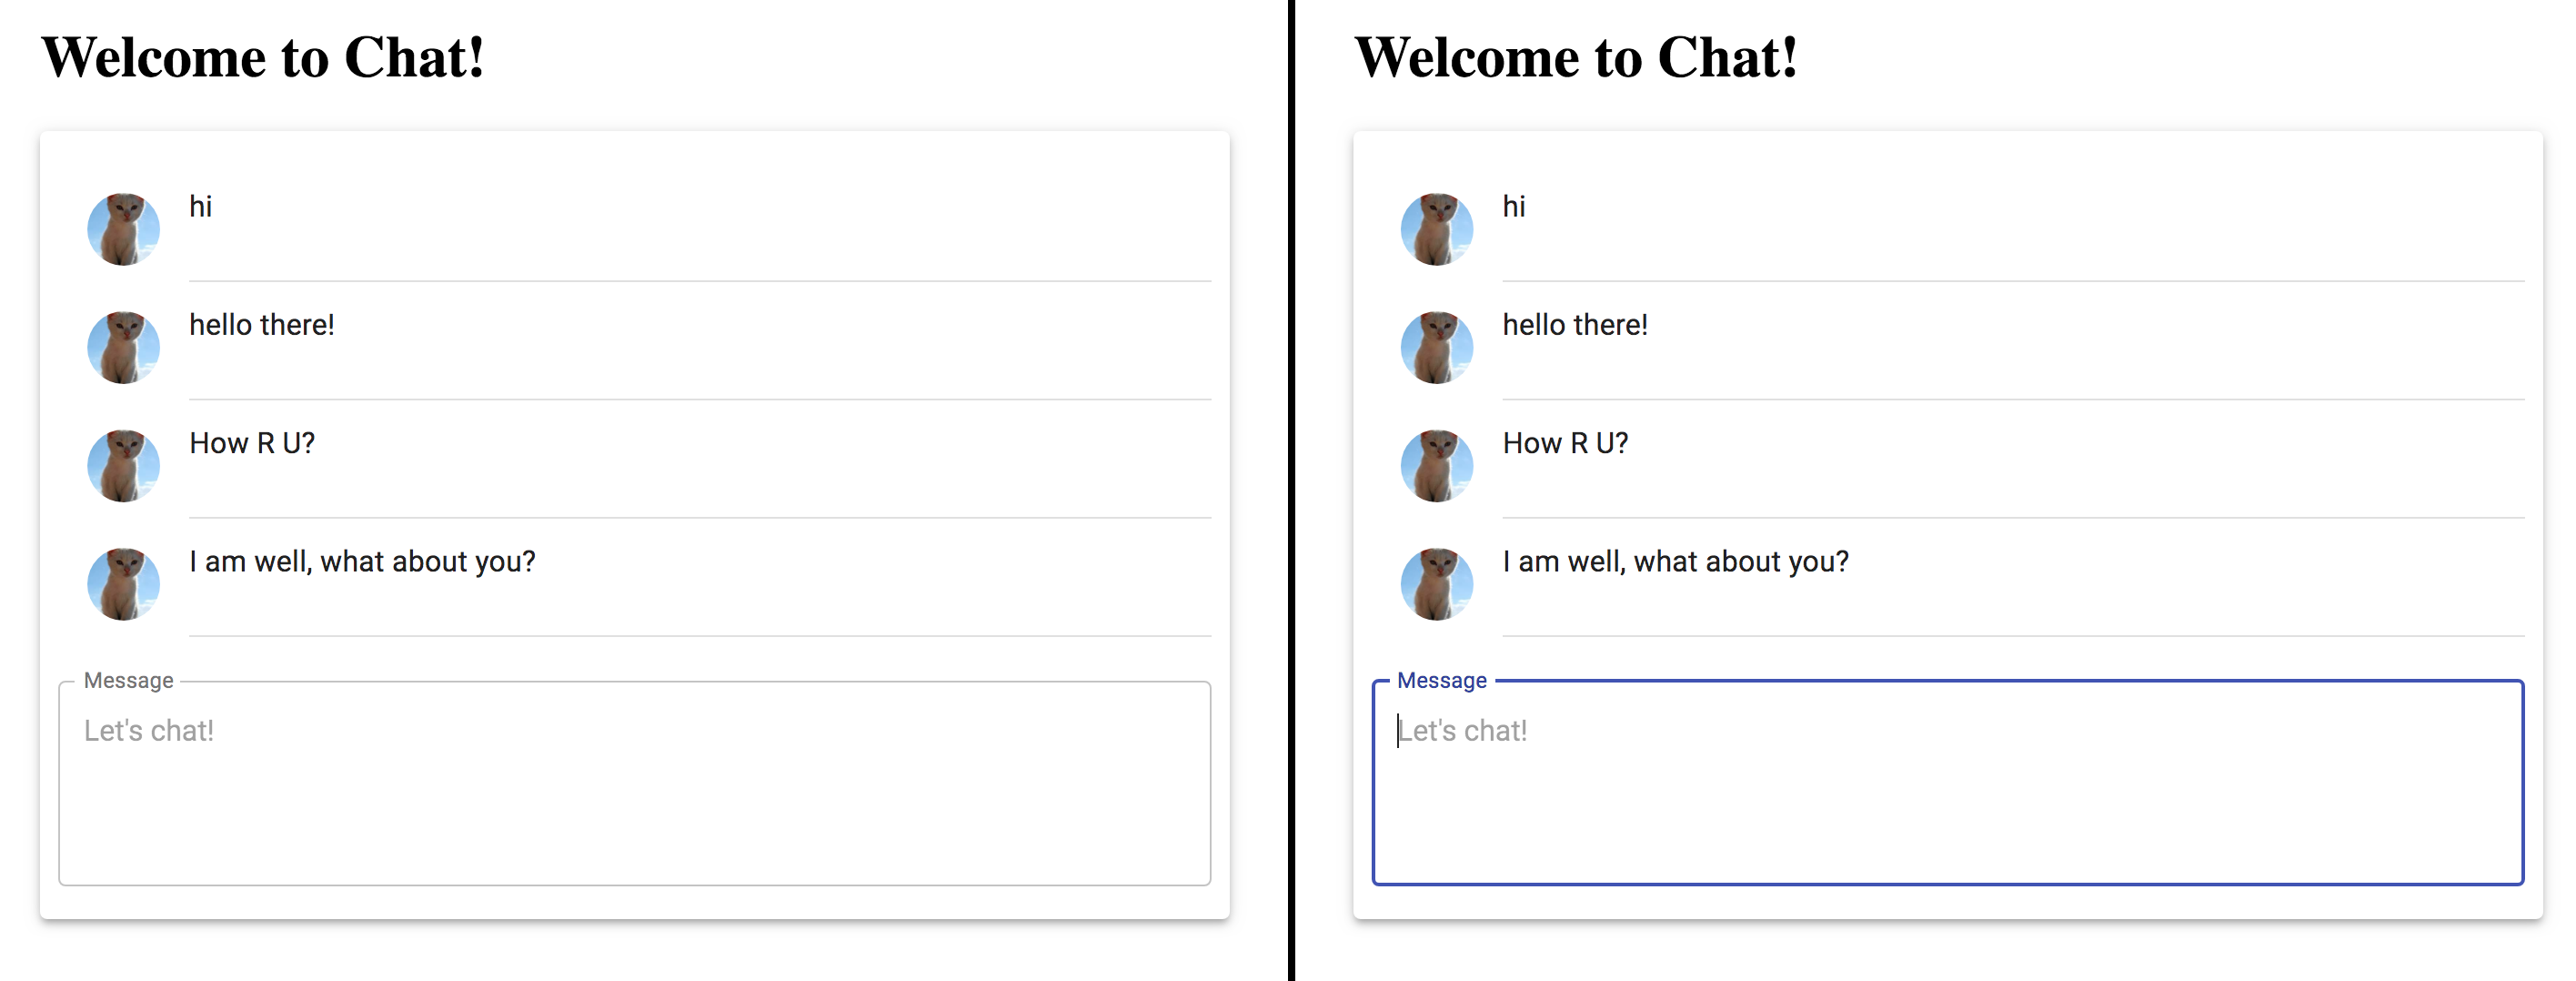 Welcome to Chat!
hi
hello there!
How R U?
I am well, what about you?
Message
Let's chat!
Welcome to Chat!
hi
hello there!
How R U?
I am well, what about you?
Message
Let's chat!